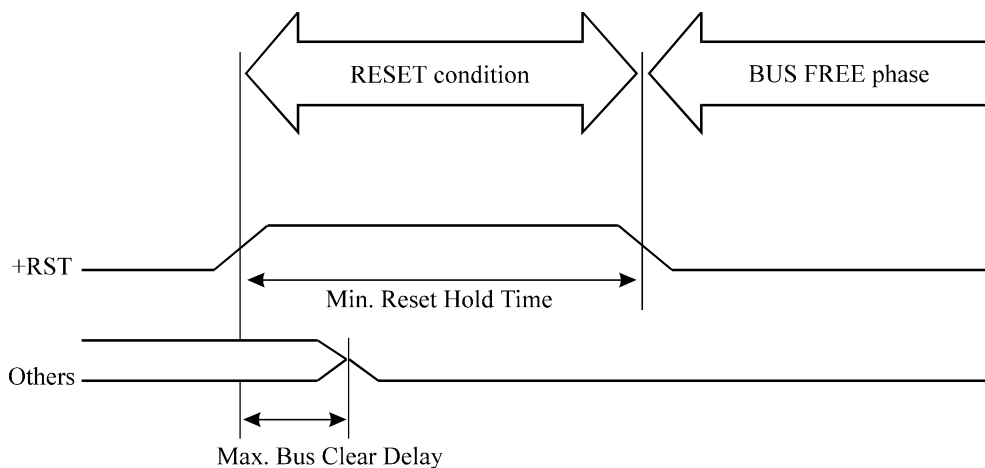 RESET condition
BUS FREE phase
+RST
Min. Reset Hold Time
Others
Max. Bus Clear Delay